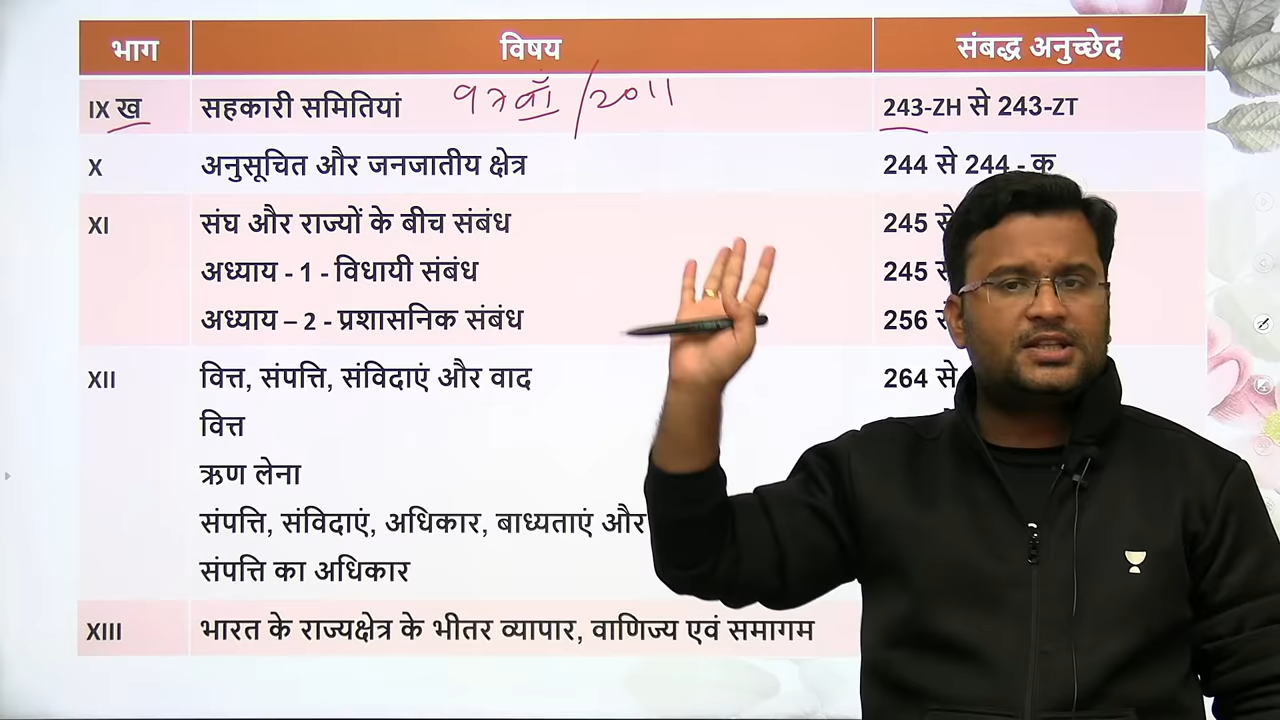 भाग विषय संबद्ध अनुच्छेद
IX ख सहकारी समितियां 97वाँ / 2011 243-ZH से 243-ZT
X अनुसूचित और जनजातीय क्षेत्र 244 से 244 - क
XI संघ और राज्यों के बीच संबंध 245 से
अध्याय - 1 - विधायी संबंध 245
अध्याय – 2 - प्रशासनिक संबंध 256
XII वित्त, संपत्ति, संविदाएं और वाद 264 से
वित्त
ऋण लेना
संपत्ति, संविदाएं, अधिकार, बाध्यताएं और
संपत्ति का अधिकार
XIII भारत के राज्यक्षेत्र के भीतर व्यापार, वाणिज्य एवं समागम